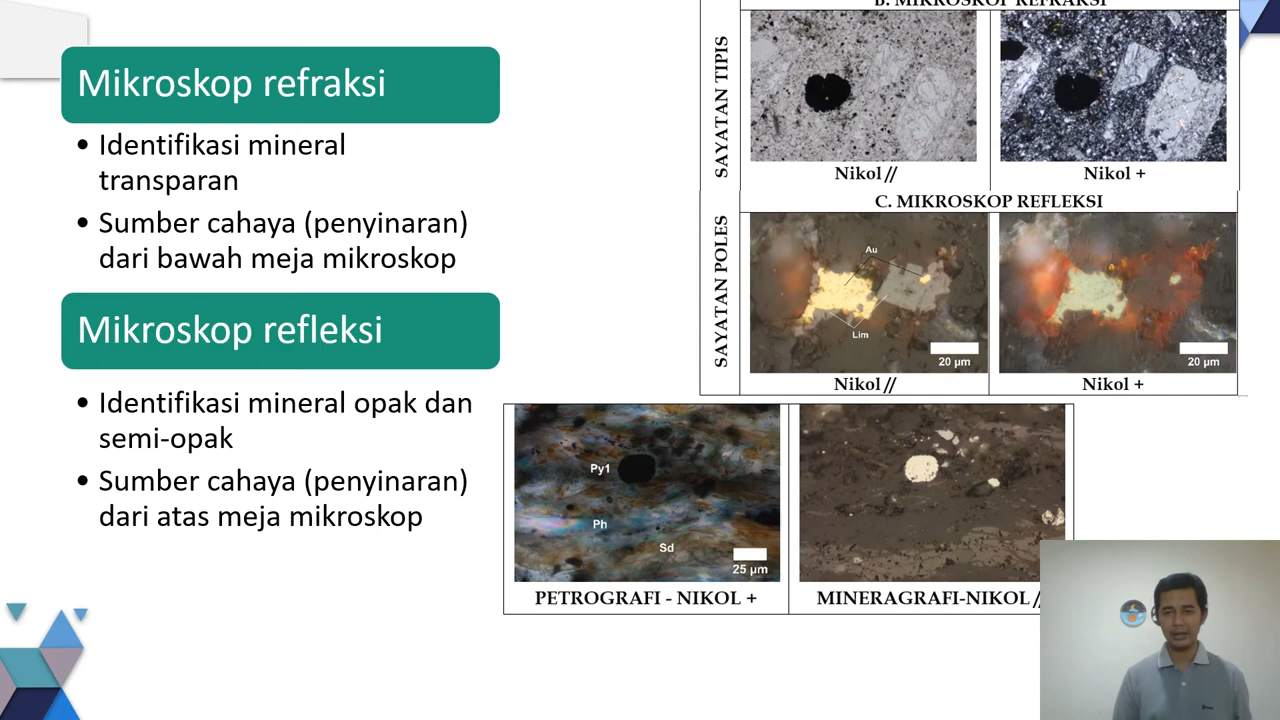 Mikroskop refraksi
• Identifikasi mineral
transparan
• Sumber cahaya (penyinaran)
dari bawah meja mikroskop
Mikroskop refleksi
• Identifikasi mineral opak dan
semi-opak
• Sumber cahaya (penyinaran)
dari atas meja mikroskop
B. MIKROSKOP REFRAKSI
SAYATAN TIPIS
Nikol //
Nikol +
C. MIKROSKOP REFLEKSI
SAYATAN POLES
Au
Lim
20 µm
20 µm
Nikol //
Nikol +
Py1
Ph
Sd
25 µm
PETROGRAFI - NIKOL +
MINERAGRAFI-NIKOL //